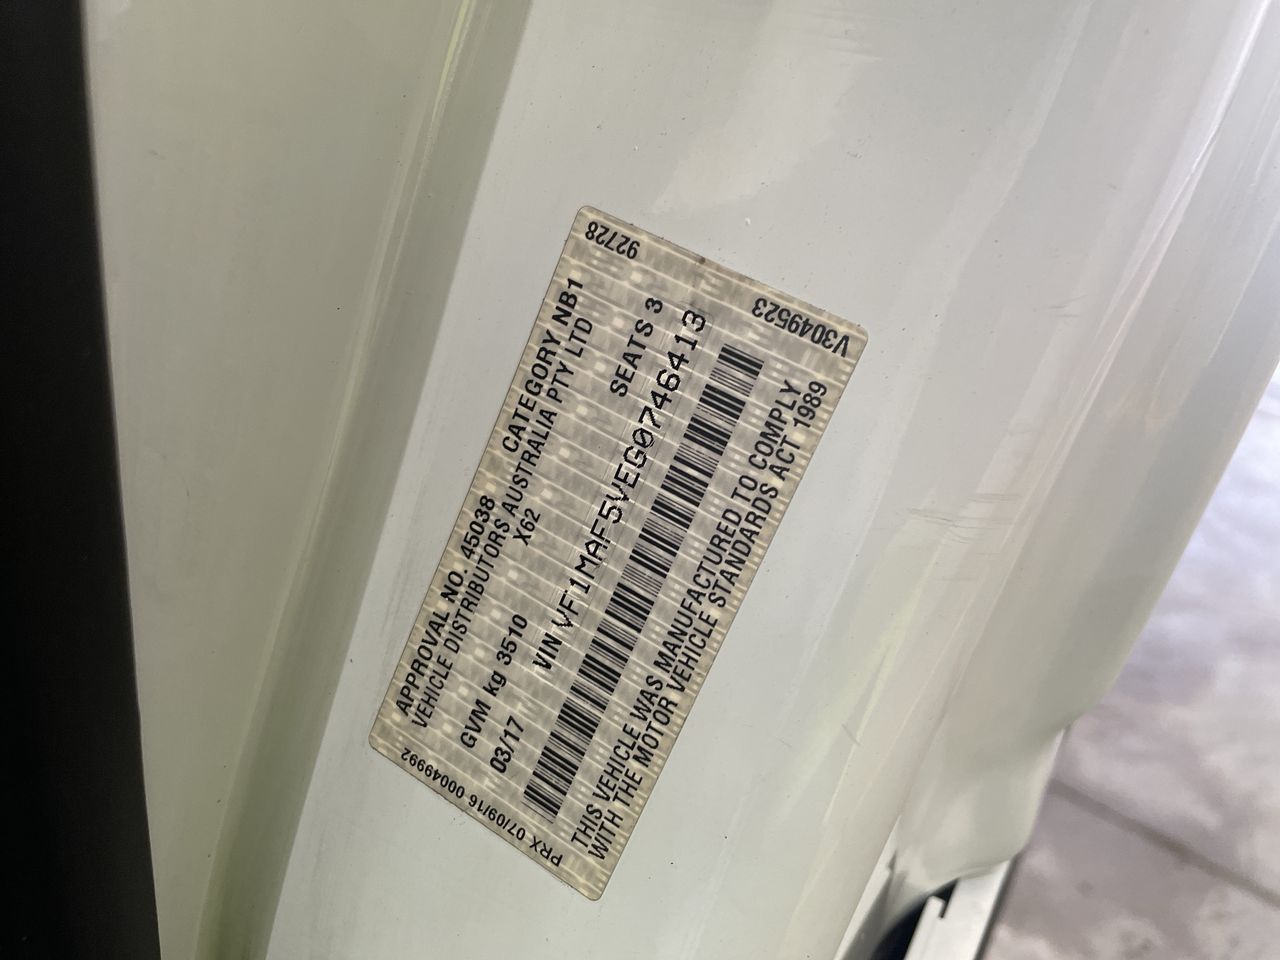 92728
V3049523
APPROVAL NO. 45038 CATEGORY NB1
VEHICLE DISTRIBUTORS AUSTRALIA PTY LTD
X62
GVM kg 3510 SEATS 3
03/17 VIN VF1MAF5VEG0746413
THIS VEHICLE WAS MANUFACTURED TO COMPLY
WITH THE MOTOR VEHICLE STANDARDS ACT 1989
PRX 07/09/16 00049992